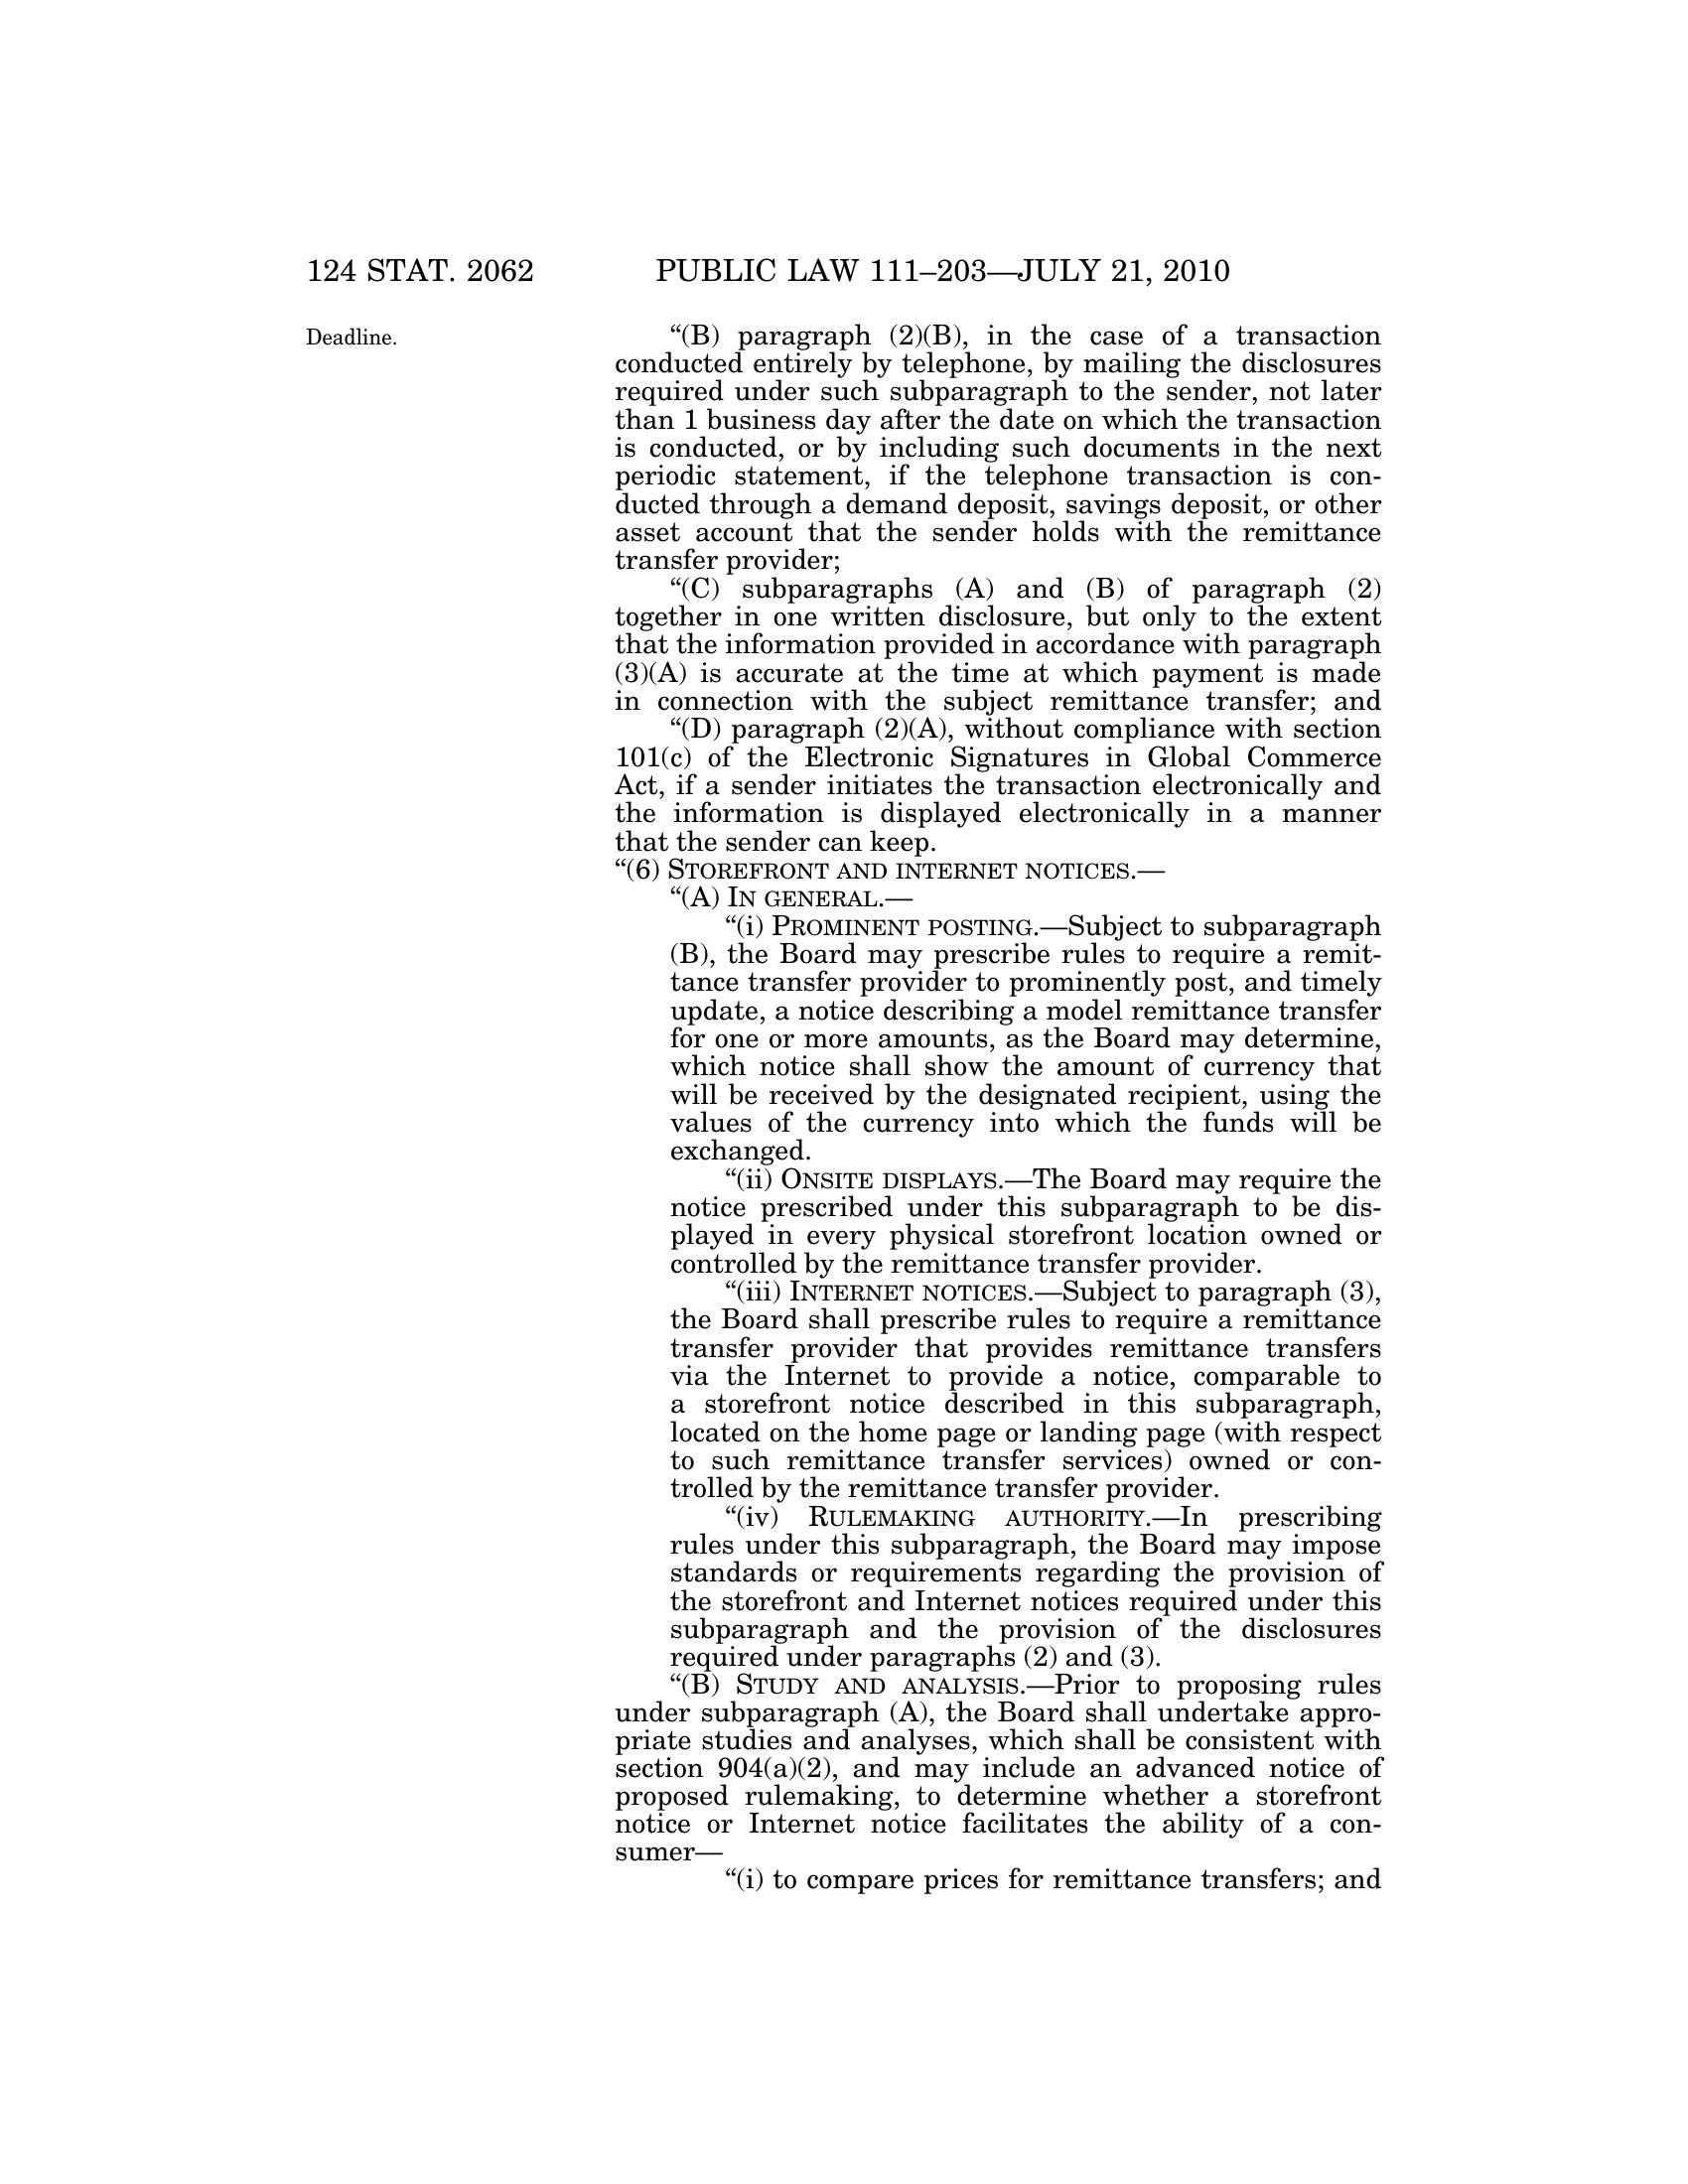 124 STAT. 2062 PUBLIC LAW 111–203—JULY 21, 2010
Deadline.
“(B) paragraph (2)(B), in the case of a transaction
conducted entirely by telephone, by mailing the disclosures
required under such subparagraph to the sender, not later
than 1 business day after the date on which the transaction
is conducted, or by including such documents in the next
periodic statement, if the telephone transaction is con-
ducted through a demand deposit, savings deposit, or other
asset account that the sender holds with the remittance
transfer provider;
“(C) subparagraphs (A) and (B) of paragraph (2)
together in one written disclosure, but only to the extent
that the information provided in accordance with paragraph
(3)(A) is accurate at the time at which payment is made
in connection with the subject remittance transfer; and
“(D) paragraph (2)(A), without compliance with section
101(c) of the Electronic Signatures in Global Commerce
Act, if a sender initiates the transaction electronically and
the information is displayed electronically in a manner
that the sender can keep.
“(6) STOREFRONT AND INTERNET NOTICES.—
“(A) IN GENERAL.—
“(i) PROMINENT POSTING.—Subject to subparagraph
(B), the Board may prescribe rules to require a remit-
tance transfer provider to prominently post, and timely
update, a notice describing a model remittance transfer
for one or more amounts, as the Board may determine,
which notice shall show the amount of currency that
will be received by the designated recipient, using the
values of the currency into which the funds will be
exchanged.
“(ii) ONSITE DISPLAYS.—The Board may require the
notice prescribed under this subparagraph to be dis-
played in every physical storefront location owned or
controlled by the remittance transfer provider.
“(iii) INTERNET NOTICES.—Subject to paragraph (3),
the Board shall prescribe rules to require a remittance
transfer provider that provides remittance transfers
via the Internet to provide a notice, comparable to
a storefront notice described in this subparagraph,
located on the home page or landing page (with respect
to such remittance transfer services) owned or con-
trolled by the remittance transfer provider.
“(iv) RULEMAKING AUTHORITY.—In prescribing
rules under this subparagraph, the Board may impose
standards or requirements regarding the provision of
the storefront and Internet notices required under this
subparagraph and the provision of the disclosures
required under paragraphs (2) and (3).
“(B) STUDY AND ANALYSIS.—Prior to proposing rules
under subparagraph (A), the Board shall undertake appro-
priate studies and analyses, which shall be consistent with
section 904(a)(2), and may include an advanced notice of
proposed rulemaking, to determine whether a storefront
notice or Internet notice facilitates the ability of a con-
sumer—
“(i) to compare prices for remittance transfers; and